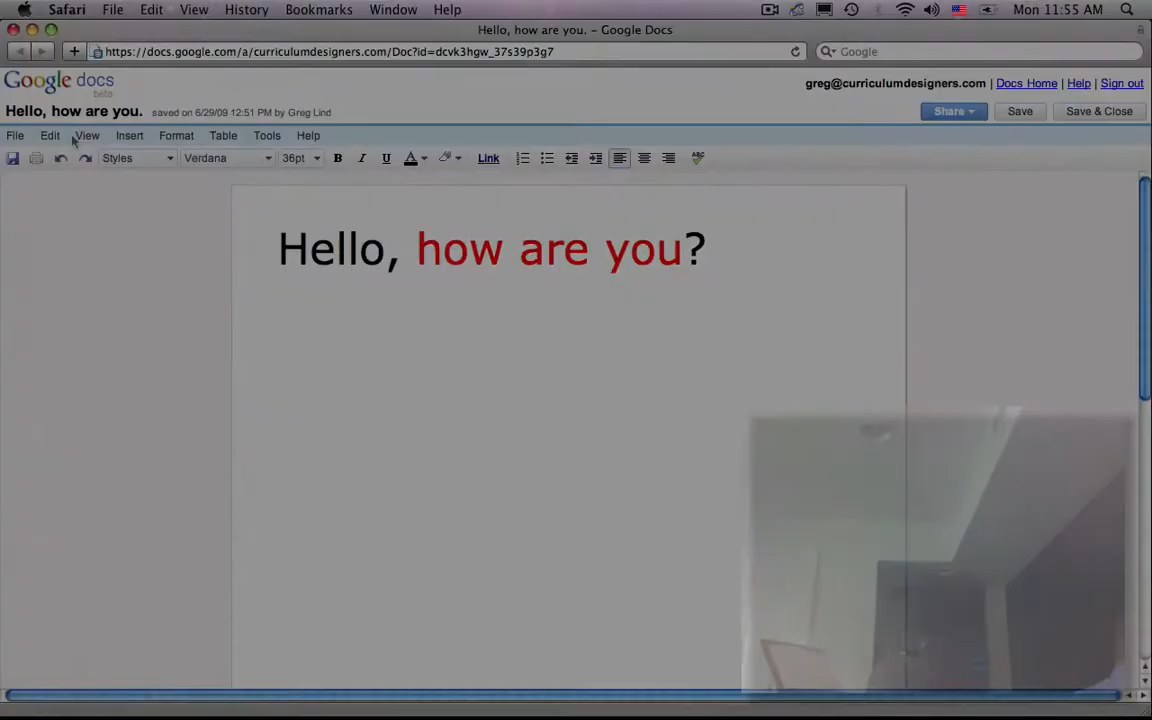 Safari File Edit View History Bookmarks Window Help Mon 11:55 AM
Hello, how are you. – Google Docs
https://docs.google.com/a/curriculumdesigners.com/Doc?id=dcvk3hgw_37s39p3g7 Google
Google docs beta greg@curriculumdesigners.com | Docs Home | Help | Sign out
Hello, how are you. saved on 6/29/09 12:51 PM by Greg Lind Share Save Save & Close
File Edit View Insert Format Table Tools Help
Styles Verdana 36pt B I U A Link ABC
Hello, how are you?